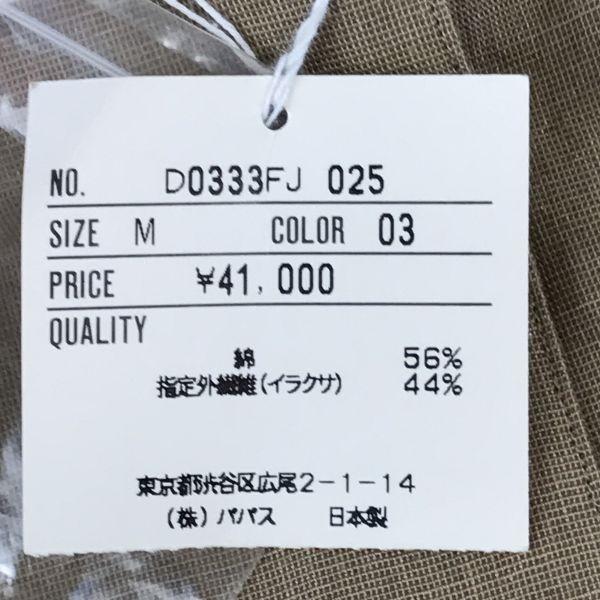 NO. D0333FJ 025
SIZE M COLOR 03
PRICE ¥41,000
QUALITY
綿 56%
指定外繊維(イラクサ) 44%
東京都渋谷区広尾2-1-14
(株)パパス 日本製